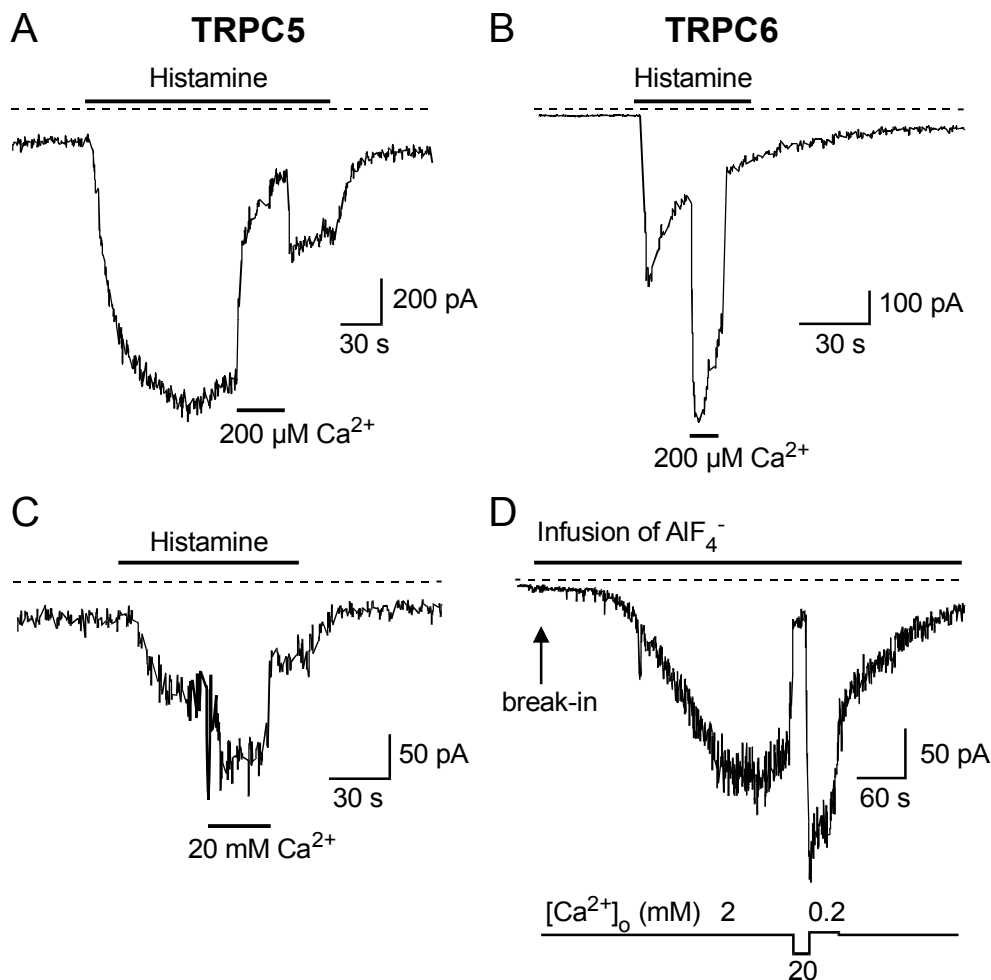 A
TRPC5
Histamine
200 pA
30 s
200 µM Ca²⁺
B
TRPC6
Histamine
100 pA
30 s
200 µM Ca²⁺
C
Histamine
50 pA
30 s
20 mM Ca²⁺
D
Infusion of AlF₄⁻
break-in
50 pA
60 s
[Ca²⁺]ₒ (mM) 2 0.2
20